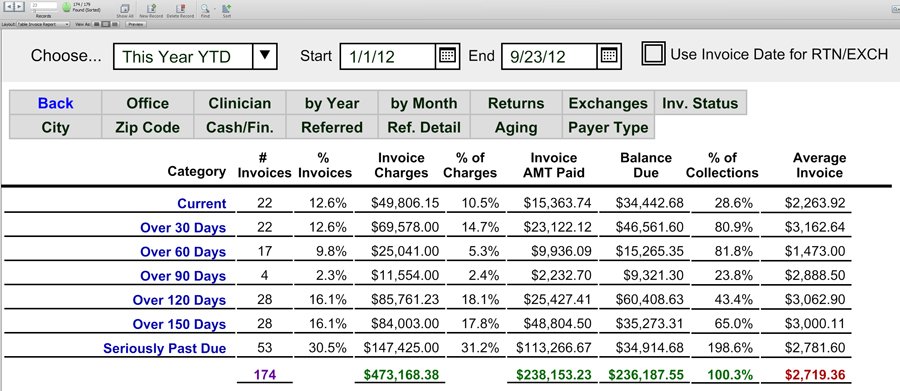 23 174 / 179
Records Found (Sorted) Show All New Record Delete Record Find Sort
Layout: Table Invoice Report View As: Preview
Choose... This Year YTD Start 1/1/12 End 9/23/12 Use Invoice Date for RTN/EXCH
Back Office Clinician by Year by Month Returns Exchanges Inv. Status
City Zip Code Cash/Fin. Referred Ref. Detail Aging Payer Type
# % Invoice % of Invoice Balance % of Average
Category Invoices Invoices Charges Charges AMT Paid Due Collections Invoice
Current 22 12.6% $49,806.15 10.5% $15,363.74 $34,442.68 28.6% $2,263.92
Over 30 Days 22 12.6% $69,578.00 14.7% $23,122.12 $46,561.60 80.9% $3,162.64
Over 60 Days 17 9.8% $25,041.00 5.3% $9,936.09 $15,265.35 81.8% $1,473.00
Over 90 Days 4 2.3% $11,554.00 2.4% $2,232.70 $9,321.30 23.8% $2,888.50
Over 120 Days 28 16.1% $85,761.23 18.1% $25,427.41 $60,408.63 43.4% $3,062.90
Over 150 Days 28 16.1% $84,003.00 17.8% $48,804.50 $35,273.31 65.0% $3,000.11
Seriously Past Due 53 30.5% $147,425.00 31.2% $113,266.67 $34,914.68 198.6% $2,781.60
174 $473,168.38 $238,153.23 $236,187.55 100.3% $2,719.36